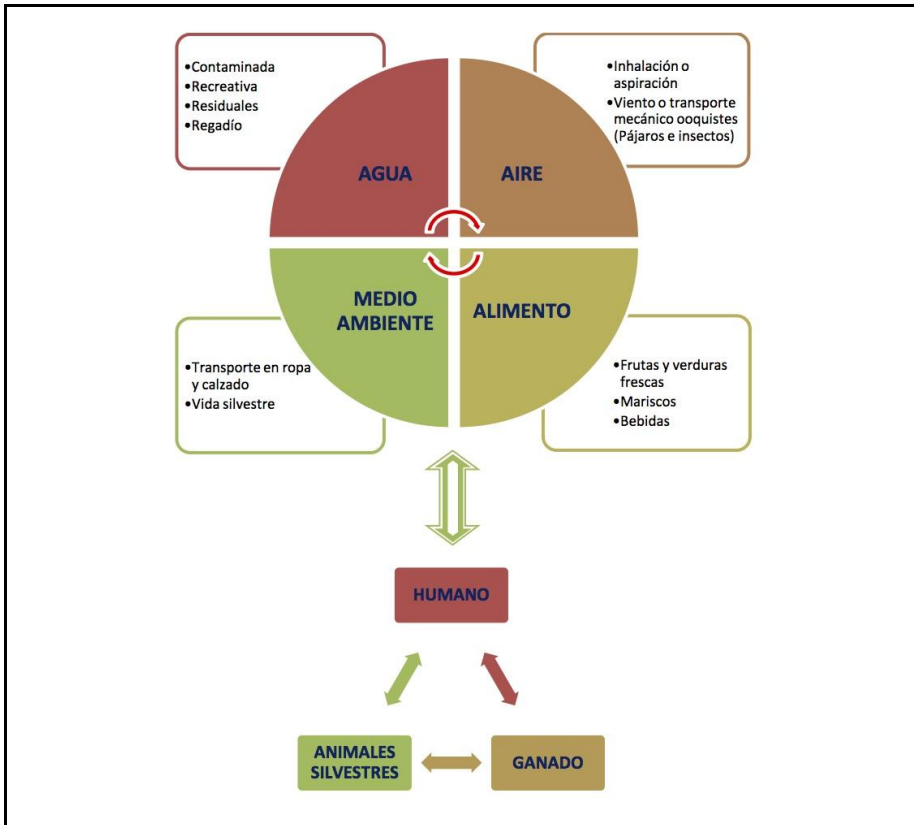 •Contaminada
•Recreativa
•Residuales
•Regadío
•Inhalación o
aspiración
•Viento o transporte
mecánico ooquistes
(Pájaros e insectos)
AGUA
AIRE
MEDIO
AMBIENTE
ALIMENTO
•Transporte en ropa
y calzado
•Vida silvestre
•Frutas y verduras
frescas
•Mariscos
•Bebidas
HUMANO
ANIMALES
SILVESTRES
GANADO